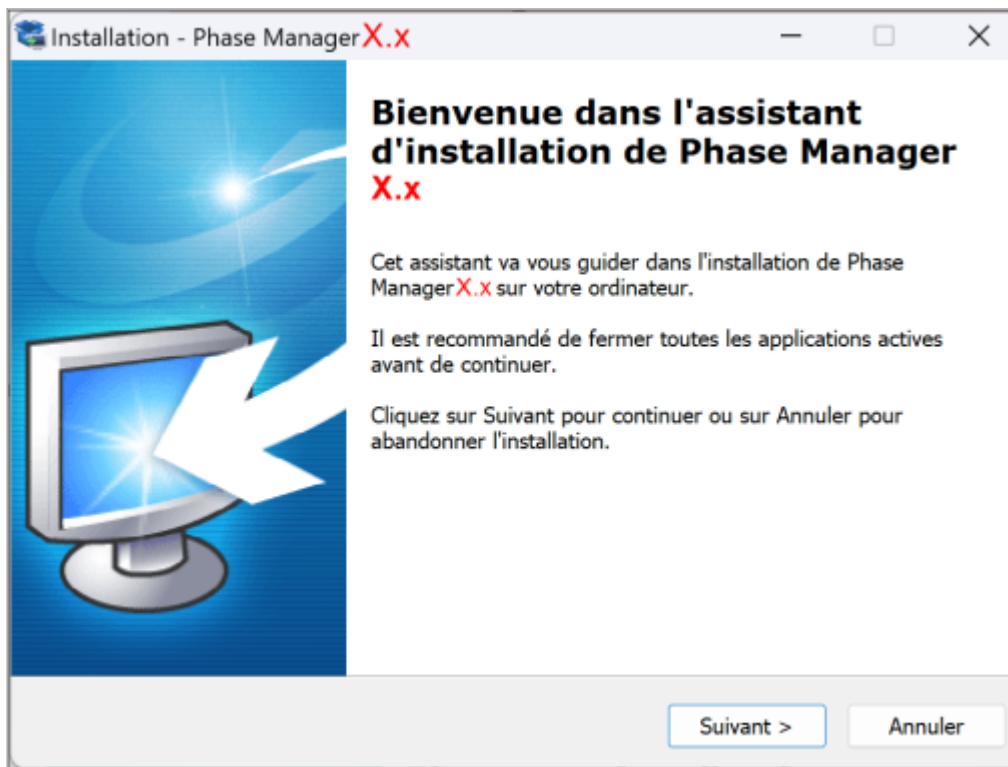 Installation - Phase Manager X.x
Bienvenue dans l'assistant
d'installation de Phase Manager
X.x
Cet assistant va vous guider dans l'installation de Phase
Manager X.x sur votre ordinateur.
Il est recommandé de fermer toutes les applications actives
avant de continuer.
Cliquez sur Suivant pour continuer ou sur Annuler pour
abandonner l'installation.
Suivant >
Annuler